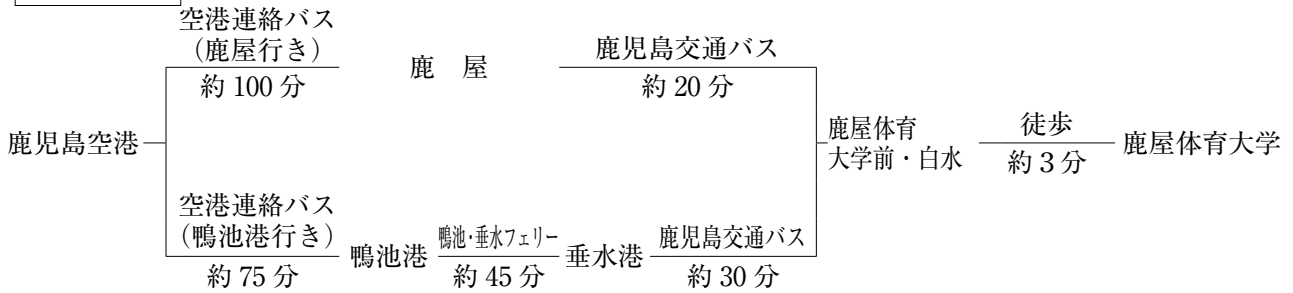 空港連絡バス
(鹿屋行き)
約 100 分
鹿　屋
鹿児島交通バス
約 20 分
鹿児島空港
鹿屋体育
大学前・白水
徒歩
約 3 分
鹿屋体育大学
空港連絡バス
(鴨池港行き)
約 75 分
鴨池港
鴨池・垂水フェリー
約 45 分
垂水港
鹿児島交通バス
約 30 分